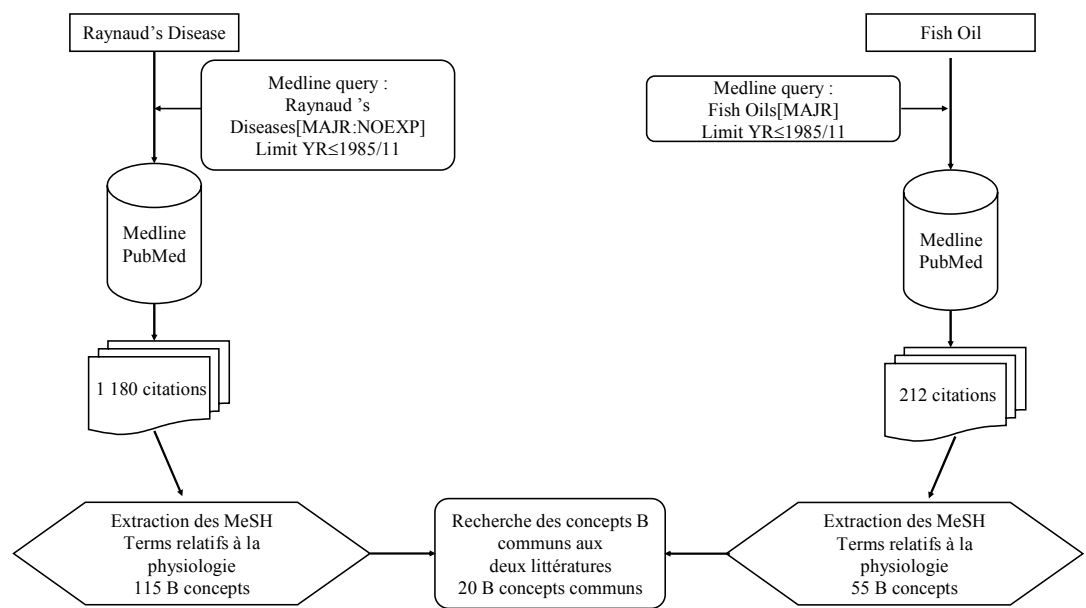 Raynaud's Disease
Medline query :
Raynaud 's
Diseases[MAJR:NOEXP]
Limit YR≤1985/11
Medline
PubMed
1 180 citations
Extraction des MeSH
Terms relatifs à la
physiologie
115 B concepts
Recherche des concepts B
communs aux
deux littératures
20 B concepts communs
Fish Oil
Medline query :
Fish Oils[MAJR]
Limit YR≤1985/11
Medline
PubMed
212 citations
Extraction des MeSH
Terms relatifs à la
physiologie
55 B concepts